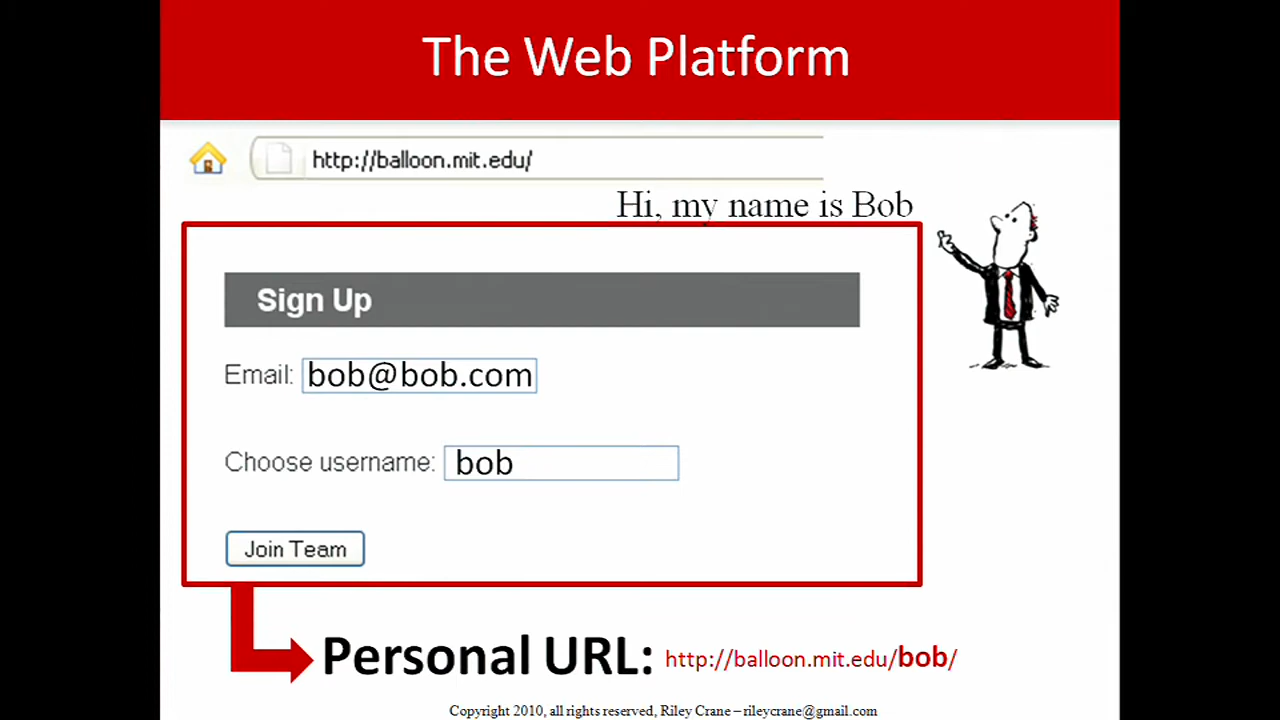 The Web Platform
http://balloon.mit.edu/
Hi, my name is Bob
Sign Up
Email: bob@bob.com
Choose username: bob
Join Team
Personal URL: http://balloon.mit.edu/bob/
Copyright 2010, all rights reserved, Riley Crane – rileycrane@gmail.com